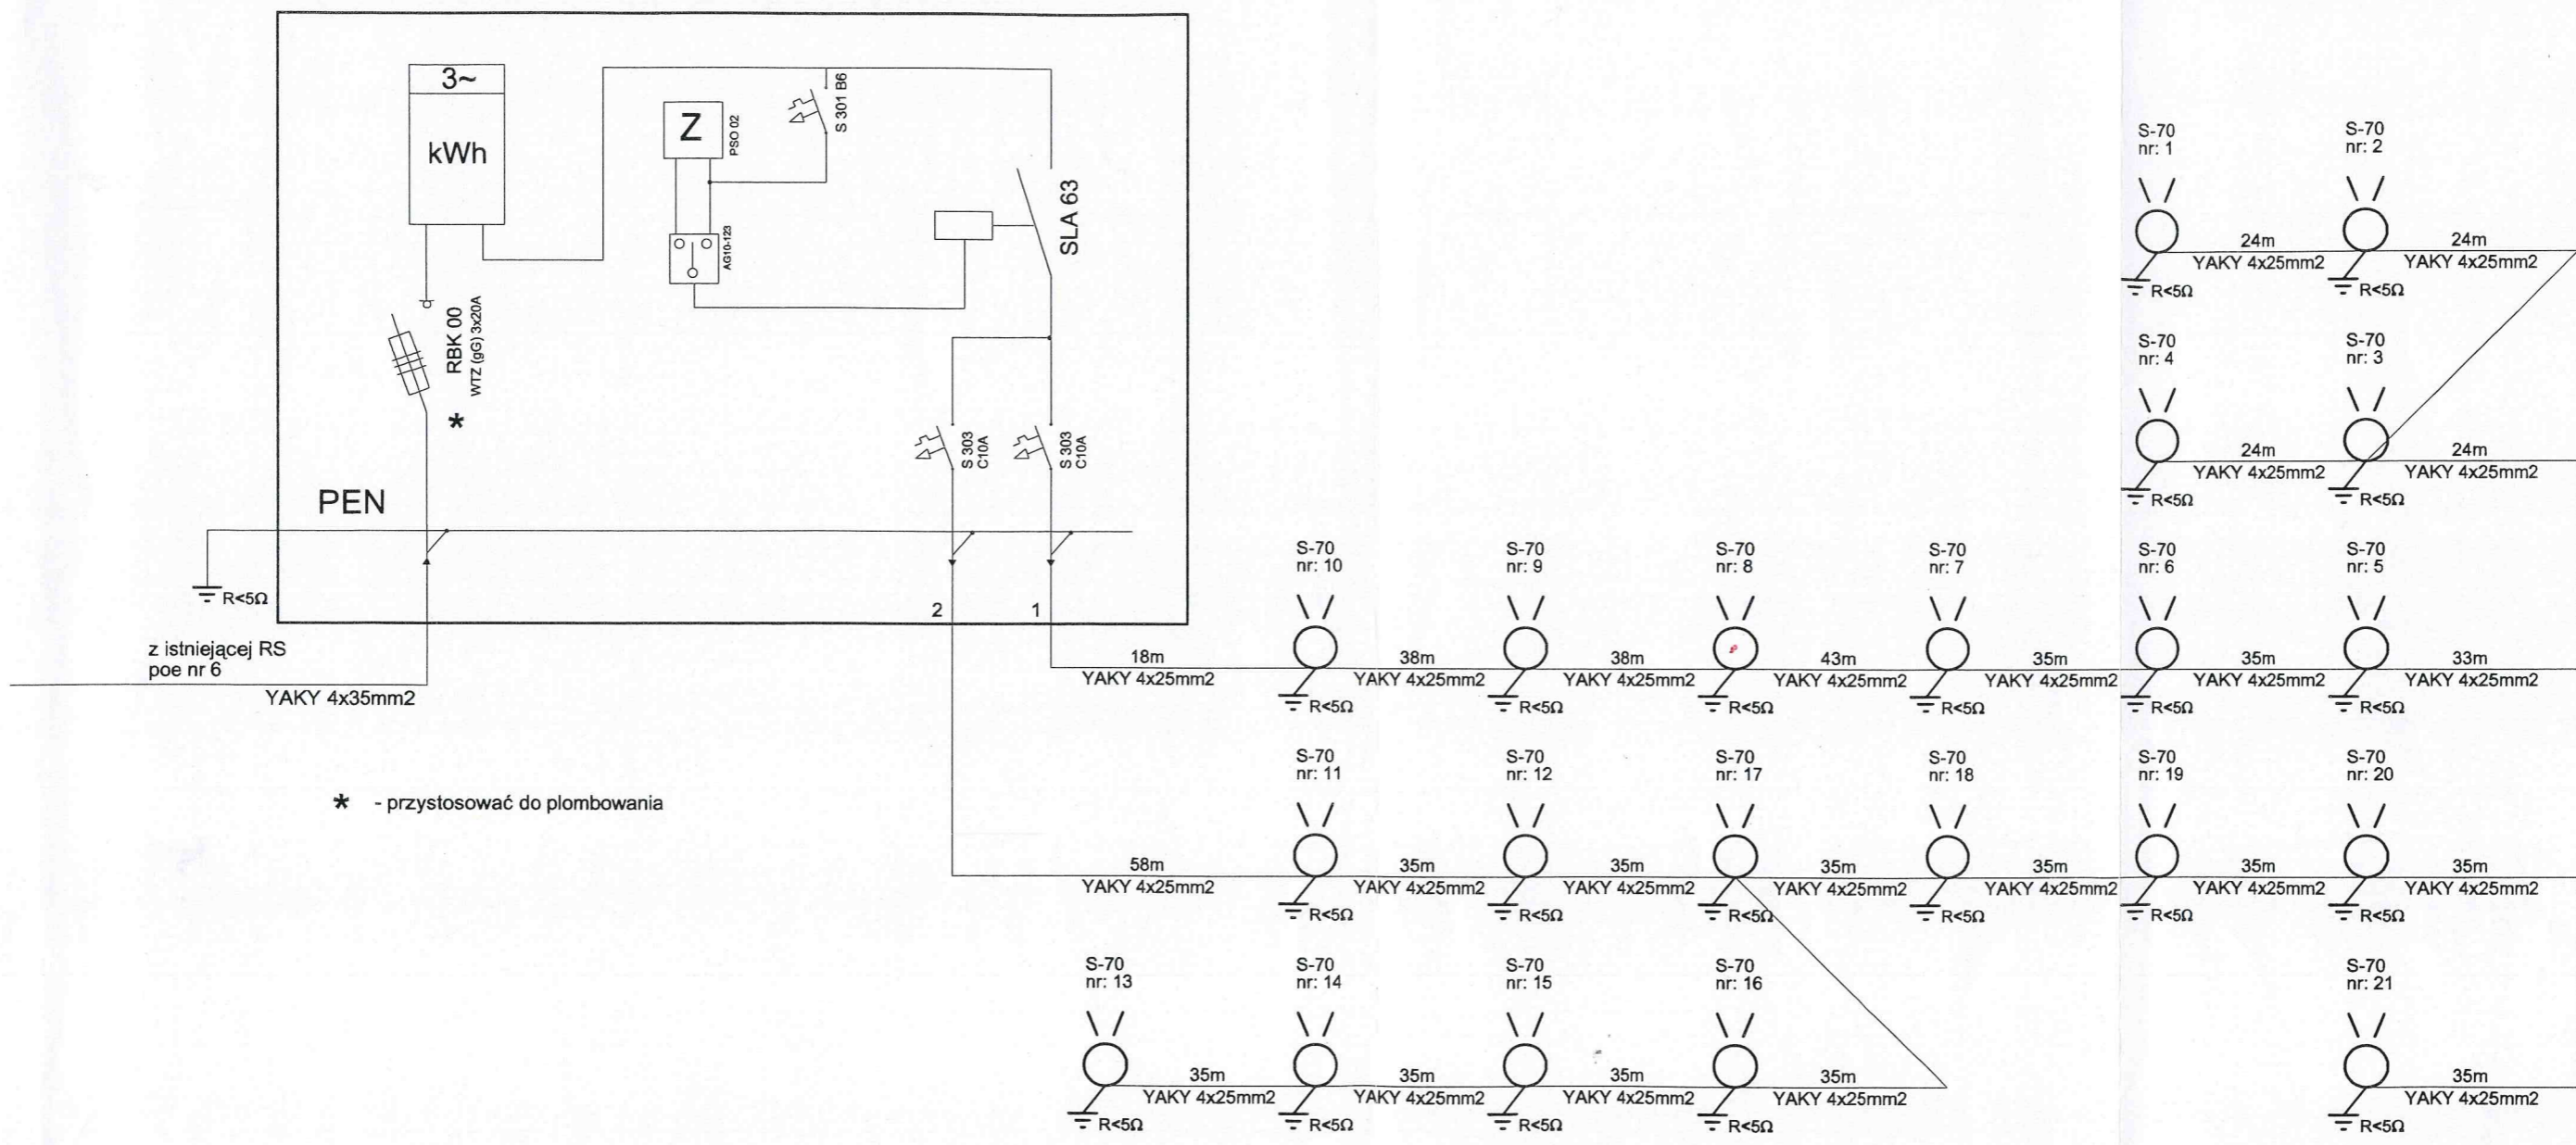 3~
kWh
Z
PSO 02
S 301 B6
AG10-123
SLA 63
RBK 00
WTZ (gG) 3x20A
*
S 303
C10A
S 303
C10A
PEN
R<5Ω
2
1
z istniejącej RS
poe nr 6
YAKY 4x35mm2
* - przystosować do plombowania
S-70
nr: 1
S-70
nr: 2
24m
24m
YAKY 4x25mm2
YAKY 4x25mm2
R<5Ω
R<5Ω
S-70
nr: 4
S-70
nr: 3
24m
24m
YAKY 4x25mm2
YAKY 4x25mm2
R<5Ω
R<5Ω
S-70
nr: 10
S-70
nr: 9
S-70
nr: 8
S-70
nr: 7
S-70
nr: 6
S-70
nr: 5
18m
38m
38m
43m
35m
35m
33m
YAKY 4x25mm2
YAKY 4x25mm2
YAKY 4x25mm2
YAKY 4x25mm2
YAKY 4x25mm2
YAKY 4x25mm2
YAKY 4x25mm2
R<5Ω
R<5Ω
R<5Ω
R<5Ω
R<5Ω
R<5Ω
S-70
nr: 11
S-70
nr: 12
S-70
nr: 17
S-70
nr: 18
S-70
nr: 19
S-70
nr: 20
58m
35m
35m
35m
35m
35m
35m
YAKY 4x25mm2
YAKY 4x25mm2
YAKY 4x25mm2
YAKY 4x25mm2
YAKY 4x25mm2
YAKY 4x25mm2
YAKY 4x25mm2
R<5Ω
R<5Ω
R<5Ω
R<5Ω
R<5Ω
R<5Ω
S-70
nr: 13
S-70
nr: 14
S-70
nr: 15
S-70
nr: 16
S-70
nr: 21
35m
35m
35m
35m
35m
YAKY 4x25mm2
YAKY 4x25mm2
YAKY 4x25mm2
YAKY 4x25mm2
YAKY 4x25mm2
R<5Ω
R<5Ω
R<5Ω
R<5Ω
R<5Ω